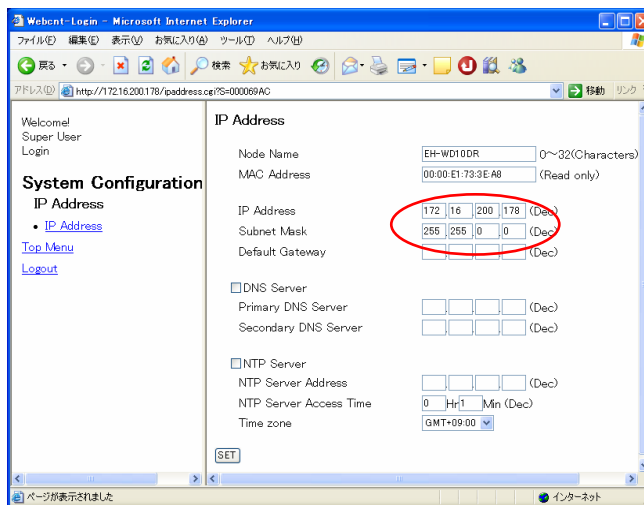 Webcnt-Login - Microsoft Internet Explorer
ファイル(F) 編集(E) 表示(V) お気に入り(A) ツール(T) ヘルプ(H)
戻る 検索 お気に入り
アドレス(D) http://172.16.200.178/ipaddress.cgi?S=000069AC 移動 リンク
Welcome!
Super User
Login
System Configuration
IP Address
• IP Address
Top Menu
Logout
IP Address
Node Name EH-WD10DR 0～32(Characters)
MAC Address 00:00:E1:73:3E:A8 (Read only)
IP Address 172 . 16 . 200 . 178 (Dec)
Subnet Mask 255 . 255 . 0 . 0 (Dec)
Default Gateway . . . (Dec)
DNS Server
Primary DNS Server . . . (Dec)
Secondary DNS Server . . . (Dec)
NTP Server
NTP Server Address . . . (Dec)
NTP Server Access Time 0 Hr 1 Min (Dec)
Time zone GMT+09:00
SET
ページが表示されました インターネット